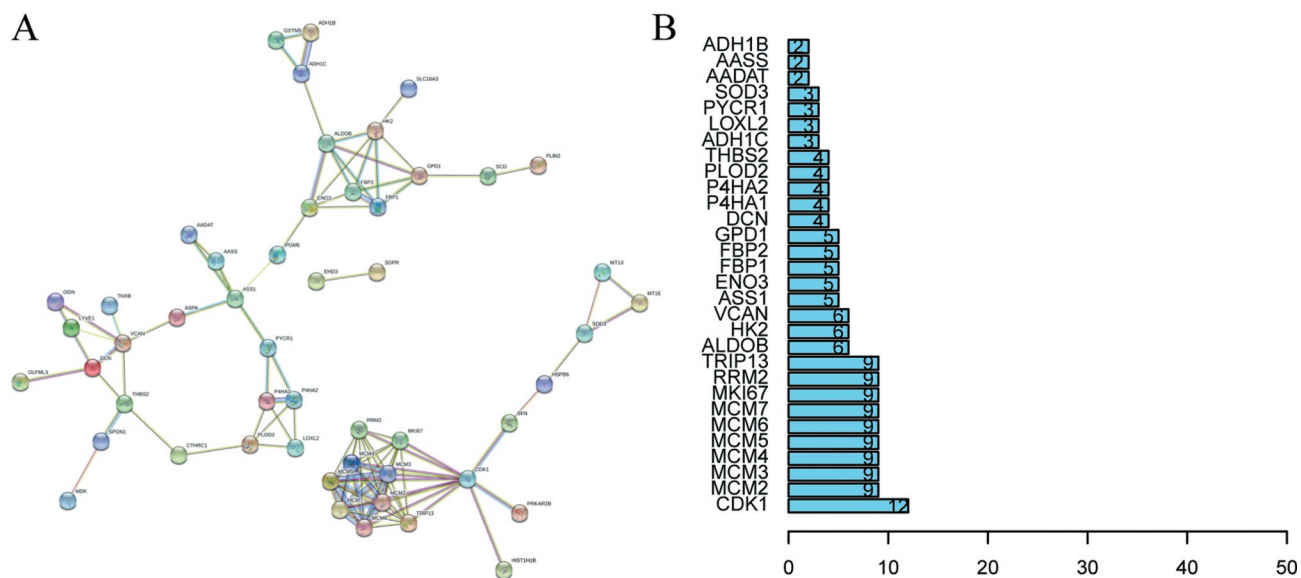 A
ADH1B
GSTM5
ADH1C
SLC16A3
HK2
ALDOB
GPD1
SCD
PLIN2
FBP2
ENO3
FBP1
AADAT
AASS
PGM5
EHD3
SDPR
ASS1
OGN
TNXB
LYVE1
VCAN
ASPA
DCN
OLFML3
THBS2
SPON1
CTHRC1
MDK
PYCR1
P4HA1
P4HA2
PLOD2
LOXL2
MT1X
MT1E
SOD3
HSPB6
SFN
RRM2
MKI67
MCM4
MCM3
CDK1
MCM5
MCM2
MCM7
MCM6
TRIP13
PRKAR2B
HIST1H1B
B
ADH1B 2
AASS 2
AADAT 2
SOD3 3
PYCR1 3
LOXL2 3
ADH1C 3
THBS2 4
PLOD2 4
P4HA2 4
P4HA1 4
DCN 4
GPD1 5
FBP2 5
FBP1 5
ENO3 5
ASS1 5
VCAN 6
HK2 6
ALDOB 6
TRIP13 9
RRM2 9
MKI67 9
MCM7 9
MCM6 9
MCM5 9
MCM4 9
MCM3 9
MCM2 9
CDK1 12
0 10 20 30 40 50